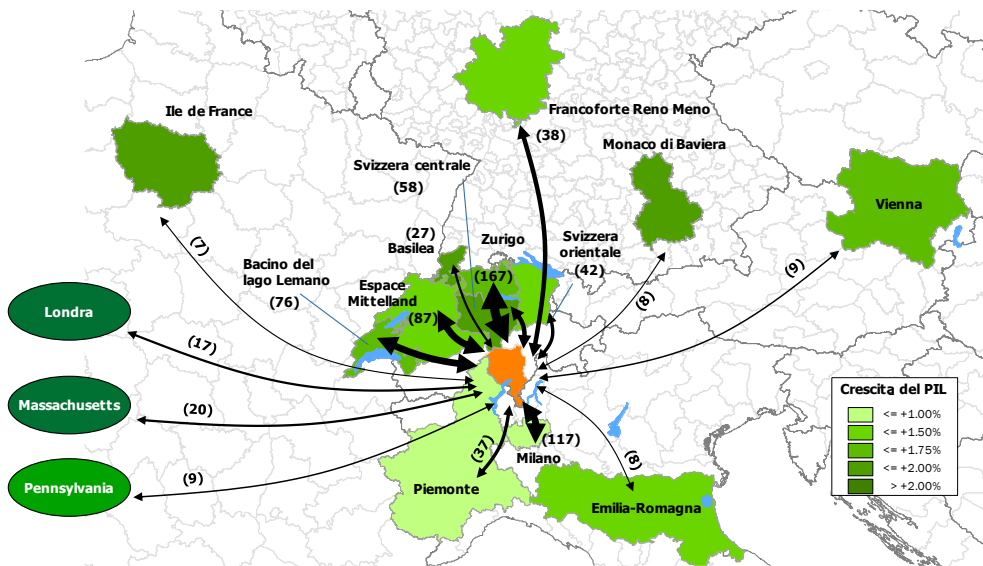 Ile de France
Francoforte Reno Meno
(38)
Monaco di Baviera
Svizzera centrale
(58)
Vienna
(27)
Basilea
Zurigo
(167)
Svizzera
orientale
(42)
(7)
Bacino del
lago Lemano
(76)
Espace
Mittelland
(87)
(8)
(9)
Londra
(17)
Massachusetts
(20)
Pennsylvania
(9)
(37)
(117)
Milano
(8)
Piemonte
Emilia-Romagna
Crescita del PIL
<= +1.00%
<= +1.50%
<= +1.75%
<= +2.00%
> +2.00%